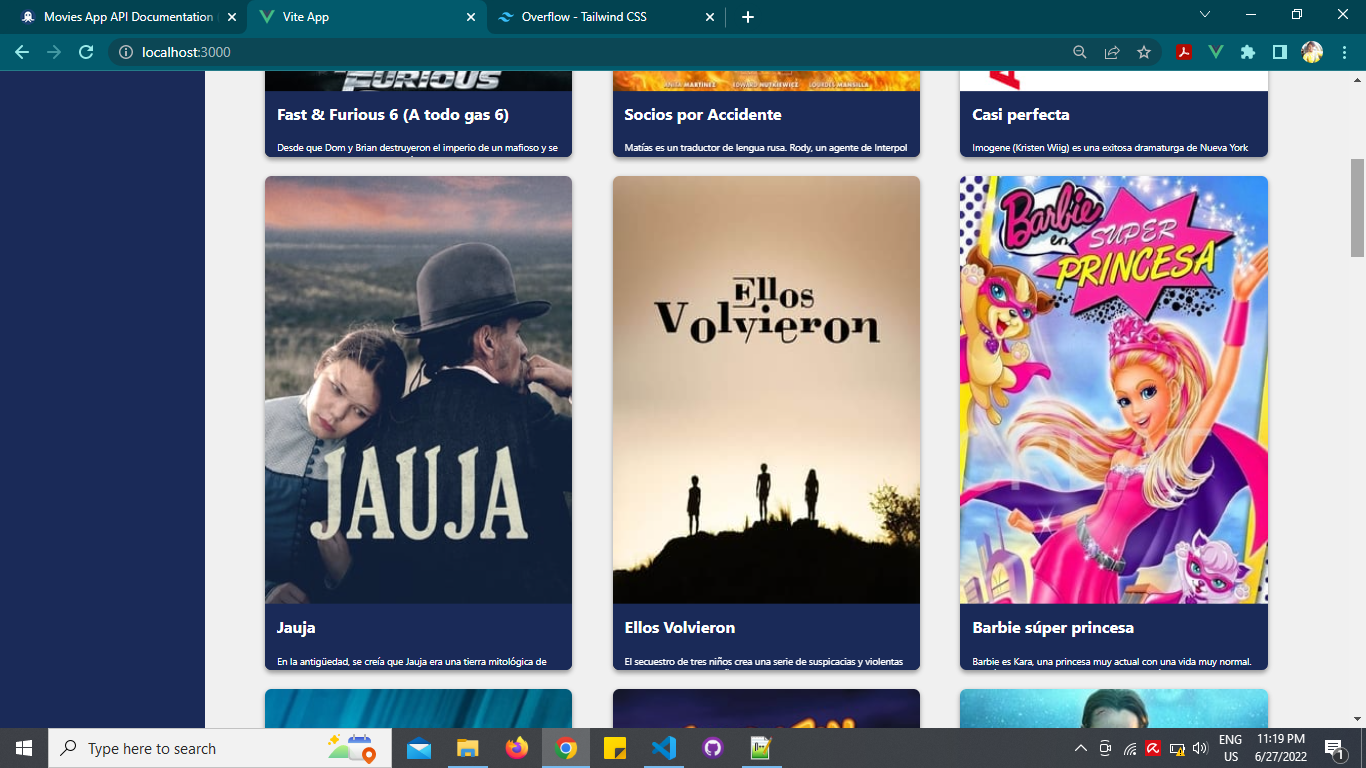 Movies App API Documentation
Vite App
Overflow - Tailwind CSS
localhost:3000
FURIOUS
ANITA MARTINEZ EDWARD NUTKIEWICZ LOURDES MANSILLA
Fast & Furious 6 (A todo gas 6)
Socios por Accidente
Casi perfecta
Desde que Dom y Brian destruyeron el imperio de un mafioso y se
Matías es un traductor de lengua rusa. Rody, un agente de Interpol
Imogene (Kristen Wiig) es una exitosa dramaturga de Nueva York
JAUJA
Ellos
Volvieron
Barbie
en SUPER
PRINCESA
Jauja
Ellos Volvieron
Barbie súper princesa
En la antigüedad, se creía que Jauja era una tierra mitológica de
El secuestro de tres niños crea una serie de suspicacias y violentas
Barbie es Kara, una princesa muy actual con una vida muy normal.
Type here to search
ENG
US
11:19 PM
6/27/2022
1